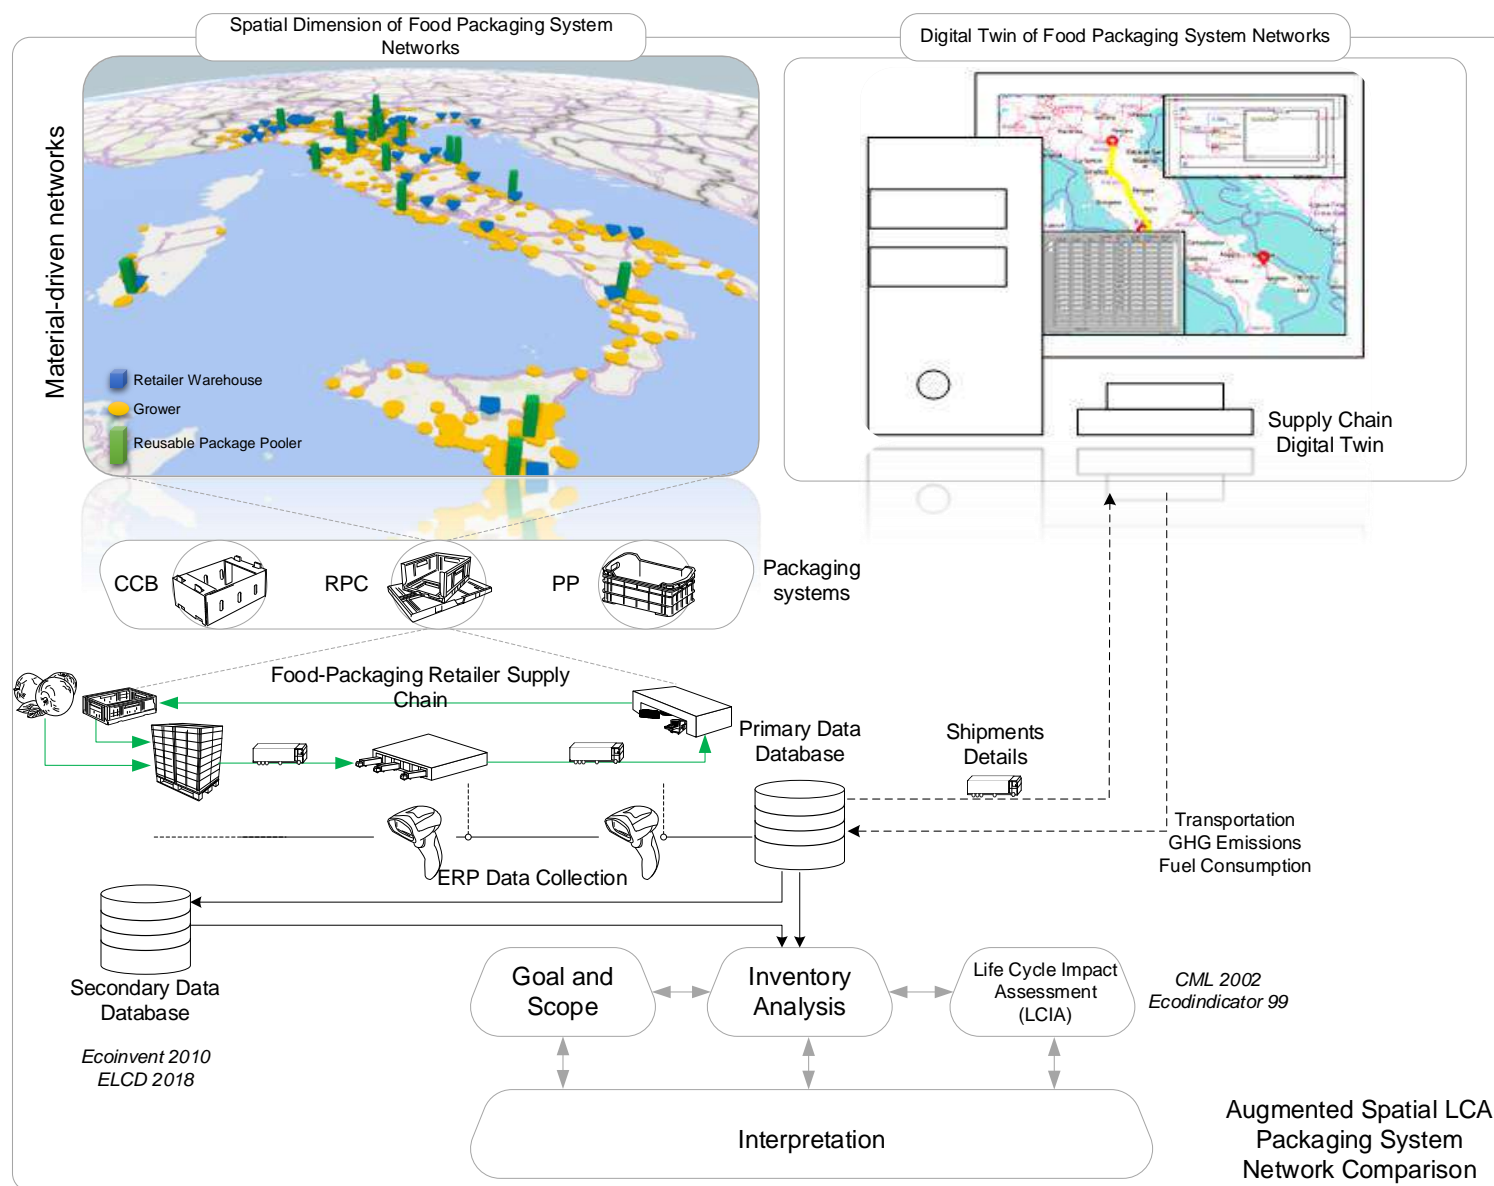 Spatial Dimension of Food Packaging System
Networks
Digital Twin of Food Packaging System Networks
Material-driven networks
Retailer Warehouse
Grower
Reusable Package Pooler
Supply Chain
Digital Twin
CCB
RPC
PP
Packaging
systems
Food-Packaging Retailer Supply
Chain
Primary Data
Database
Shipments
Details
Transportation
GHG Emissions
Fuel Consumption
ERP Data Collection
Secondary Data
Database
Ecoinvent 2010
ELCD 2018
Goal and
Scope
Inventory
Analysis
Life Cycle Impact
Assessment
(LCIA)
CML 2002
Ecodindicator 99
Interpretation
Augmented Spatial LCA
Packaging System
Network Comparison